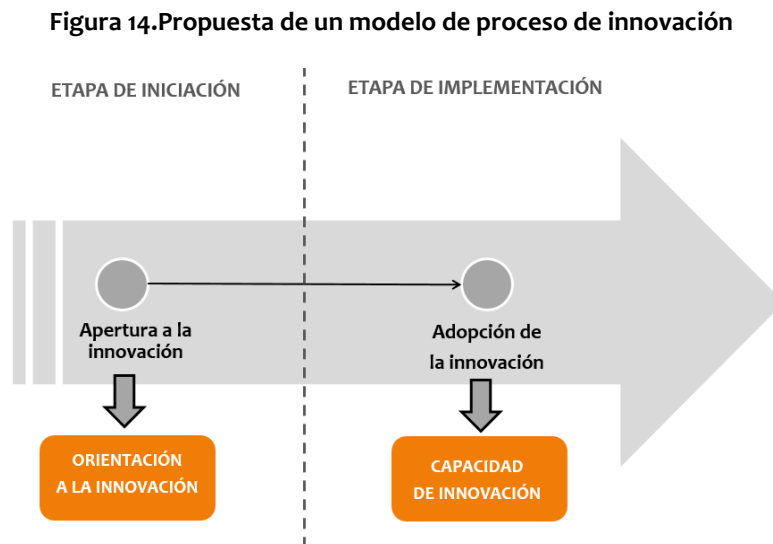 Figura 14.Propuesta de un modelo de proceso de innovación
ETAPA DE INICIACIÓN
ETAPA DE IMPLEMENTACIÓN
Apertura a la
innovación
Adopción de
la innovación
ORIENTACIÓN
A LA INNOVACIÓN
CAPACIDAD
DE INNOVACIÓN